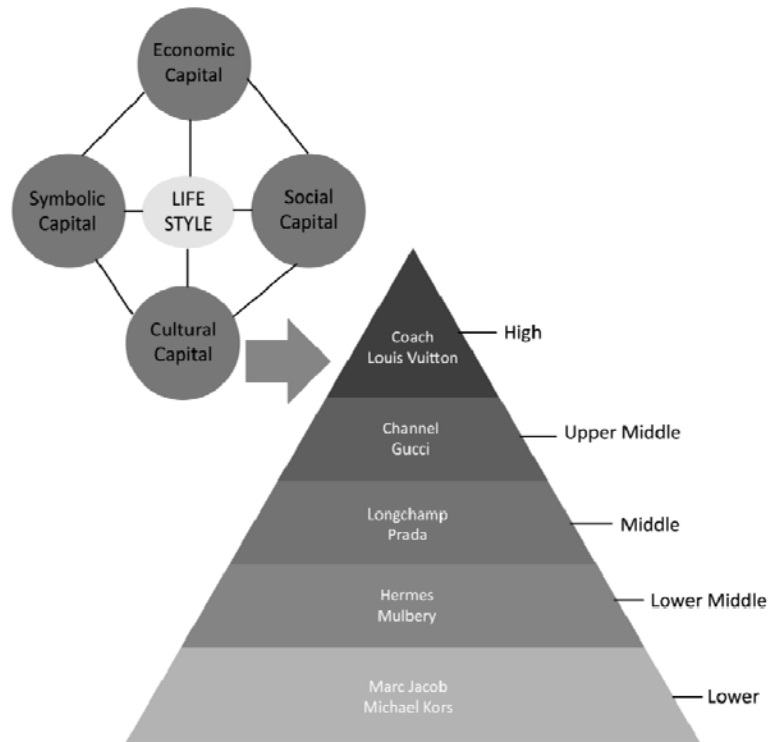 Economic
Capital
Symbolic
Capital
LIFE
STYLE
Social
Capital
Cultural
Capital
Coach
Louis Vuitton
High
Channel
Gucci
Upper Middle
Longchamp
Prada
Middle
Hermes
Mulbery
Lower Middle
Marc Jacob
Michael Kors
Lower